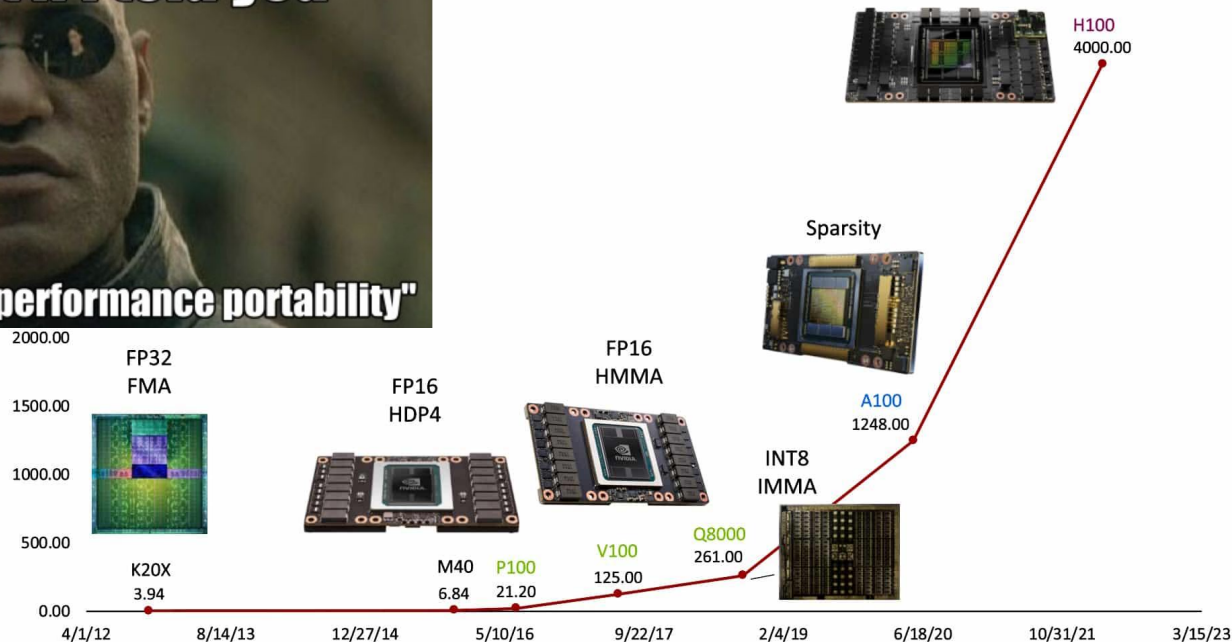 told you
performance portability"
H100
4000.00
Sparsity
2000.00
FP32
FMA
FP16
HMMA
1500.00
FP16
HDP4
A100
1248.00
1000.00
INT8
IMMA
500.00
K20X
3.94
M40
6.84
P100
21.20
V100
125.00
Q8000
261.00
0.00
4/1/12
8/14/13
12/27/14
5/10/16
9/22/17
2/4/19
6/18/20
10/31/21
3/15/23